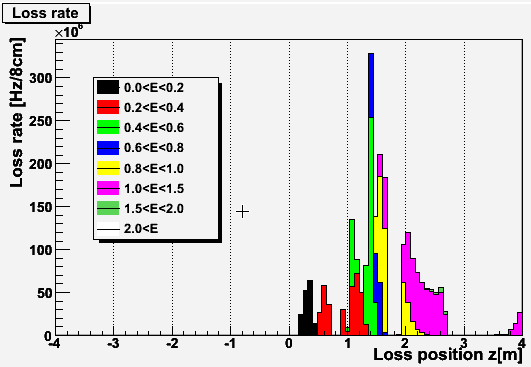 Loss rate
×10⁶
Loss rate [Hz/8cm]
300
250
200
150
100
50
0
0.0<E<0.2
0.2<E<0.4
0.4<E<0.6
0.6<E<0.8
0.8<E<1.0
1.0<E<1.5
1.5<E<2.0
2.0<E
-4 -3 -2 -1 0 1 2 3 4
Loss position z[m]